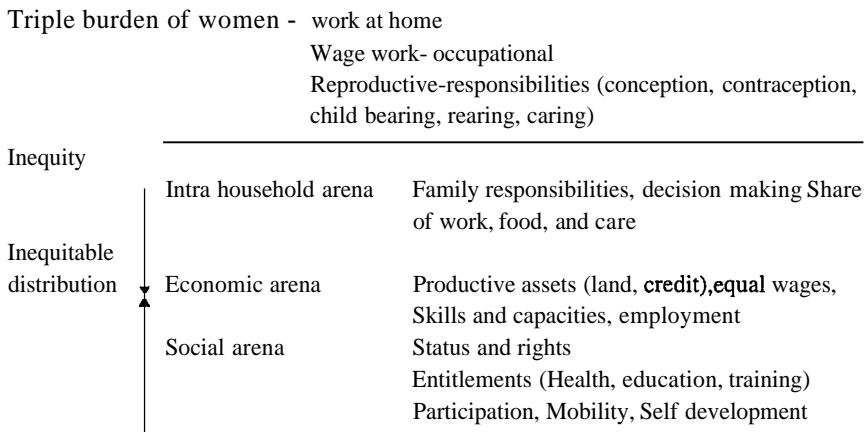 Triple burden of women - work at home
Wage work- occupational
Reproductive-responsibilities (conception, contraception,
child bearing, rearing, caring)
Inequity
Intra household arena Family responsibilities, decision making Share
of work, food, and care
Inequitable
distribution Economic arena Productive assets (land, credit),equal wages,
Skills and capacities, employment
Social arena Status and rights
Entitlements (Health, education, training)
Participation, Mobility, Self development